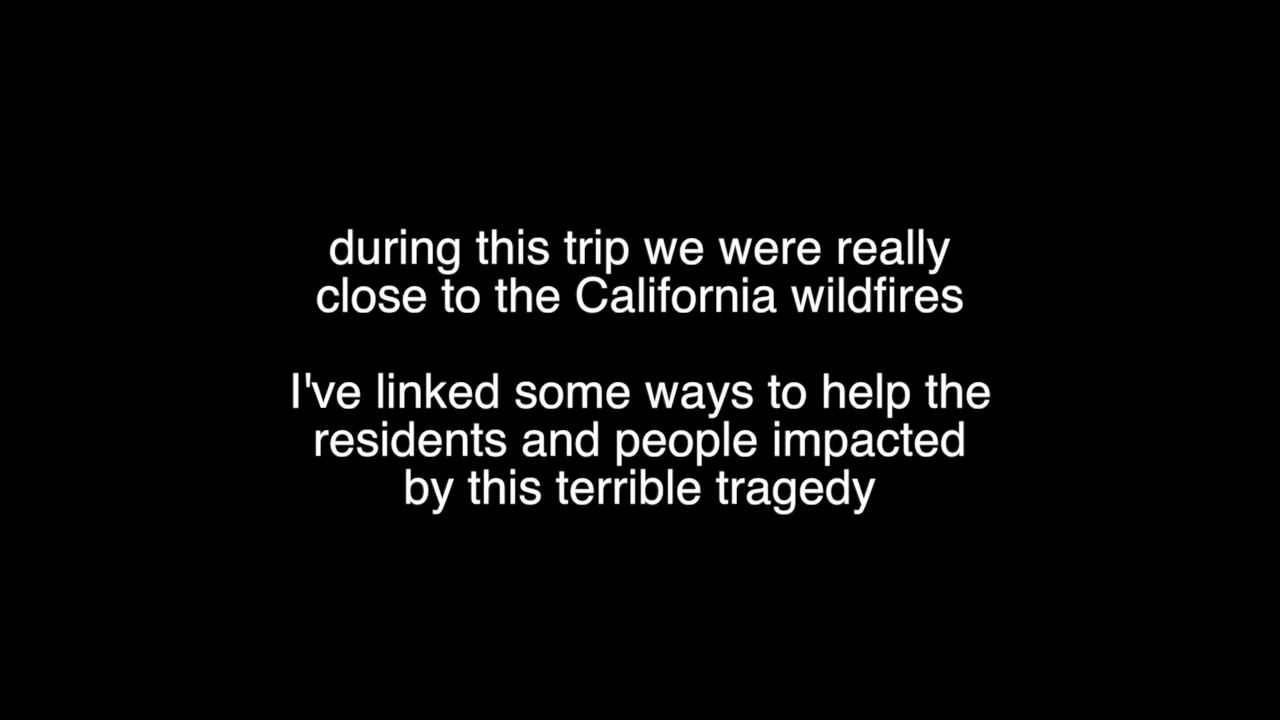 during this trip we were really
close to the California wildfires
I've linked some ways to help the
residents and people impacted
by this terrible tragedy